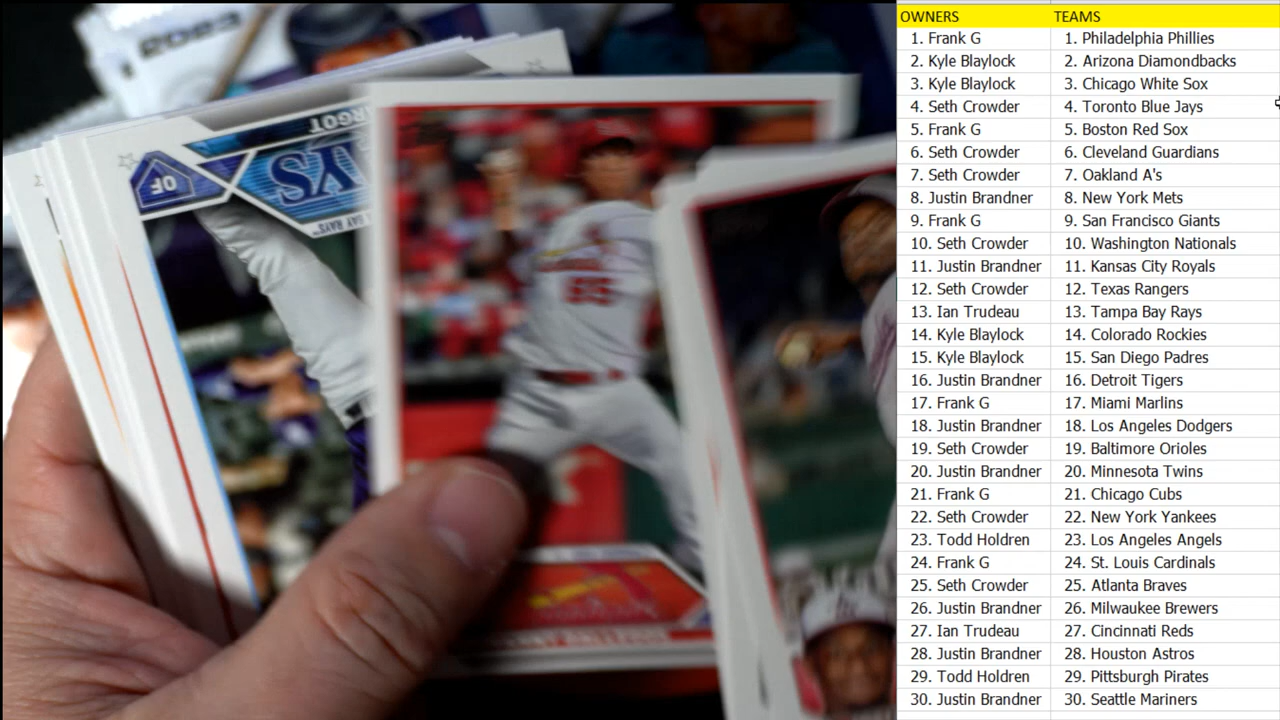 OWNERS TEAMS
1. Frank G 1. Philadelphia Phillies
2. Kyle Blaylock 2. Arizona Diamondbacks
3. Kyle Blaylock 3. Chicago White Sox
4. Seth Crowder 4. Toronto Blue Jays
5. Frank G 5. Boston Red Sox
6. Seth Crowder 6. Cleveland Guardians
7. Seth Crowder 7. Oakland A's
8. Justin Brandner 8. New York Mets
9. Frank G 9. San Francisco Giants
10. Seth Crowder 10. Washington Nationals
11. Justin Brandner 11. Kansas City Royals
12. Seth Crowder 12. Texas Rangers
13. Ian Trudeau 13. Tampa Bay Rays
14. Kyle Blaylock 14. Colorado Rockies
15. Kyle Blaylock 15. San Diego Padres
16. Justin Brandner 16. Detroit Tigers
17. Frank G 17. Miami Marlins
18. Justin Brandner 18. Los Angeles Dodgers
19. Seth Crowder 19. Baltimore Orioles
20. Justin Brandner 20. Minnesota Twins
21. Frank G 21. Chicago Cubs
22. Seth Crowder 22. New York Yankees
23. Todd Holdren 23. Los Angeles Angels
24. Frank G 24. St. Louis Cardinals
25. Seth Crowder 25. Atlanta Braves
26. Justin Brandner 26. Milwaukee Brewers
27. Ian Trudeau 27. Cincinnati Reds
28. Justin Brandner 28. Houston Astros
29. Todd Holdren 29. Pittsburgh Pirates
30. Justin Brandner 30. Seattle Mariners
2023
OF
65